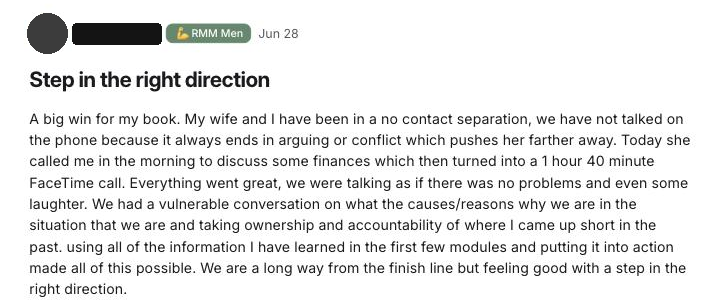 💪 RMM Men Jun 28
Step in the right direction
A big win for my book. My wife and I have been in a no contact separation, we have not talked on
the phone because it always ends in arguing or conflict which pushes her farther away. Today she
called me in the morning to discuss some finances which then turned into a 1 hour 40 minute
FaceTime call. Everything went great, we were talking as if there was no problems and even some
laughter. We had a vulnerable conversation on what the causes/reasons why we are in the
situation that we are and taking ownership and accountability of where I came up short in the
past. using all of the information I have learned in the first few modules and putting it into action
made all of this possible. We are a long way from the finish line but feeling good with a step in the
right direction.